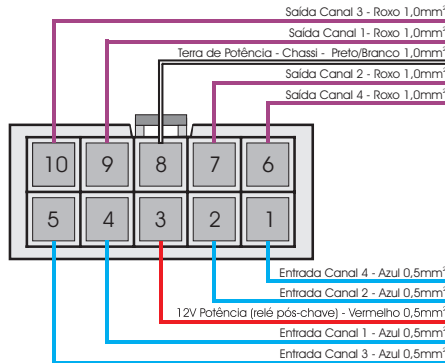 Saída Canal 3 - Roxo 1,0mm²
Saída Canal 1- Roxo 1,0mm²
Terra de Potência - Chassi -  Preto/Branco 1,0mm²
Saída Canal 2 - Roxo 1,0mm²
Saída Canal 4 - Roxo 1,0mm²
10 9 8 7 6
5 4 3 2 1
Entrada Canal 4 - Azul 0,5mm²
Entrada Canal 2 - Azul 0,5mm²
12V Potência (relé pós-chave) - Vermelho 0,5mm²
Entrada Canal 1 - Azul 0,5mm²
Entrada Canal 3 - Azul 0,5mm²